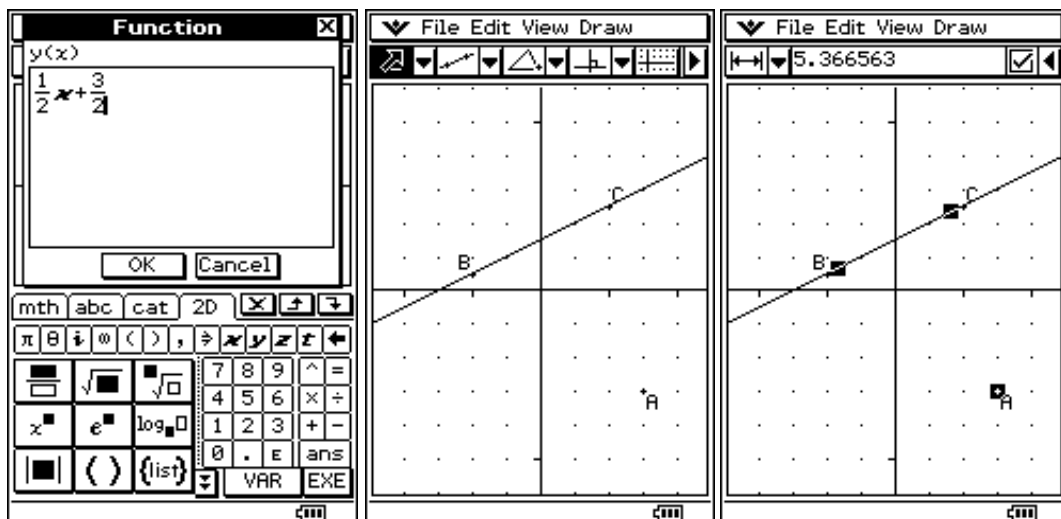 Function
y(x)
1/2 x+3/2
OK Cancel
mth abc cat 2D
π θ i ∞ ( ) , ⇒ x y z t ←
7 8 9 ^ =
4 5 6 × ÷
1 2 3 + −
0 . E ans
x■ e■ log■□
|■| ( ) {list}
VAR EXE
File Edit View Draw
C
B
A
File Edit View Draw
5.366563
C
B
A